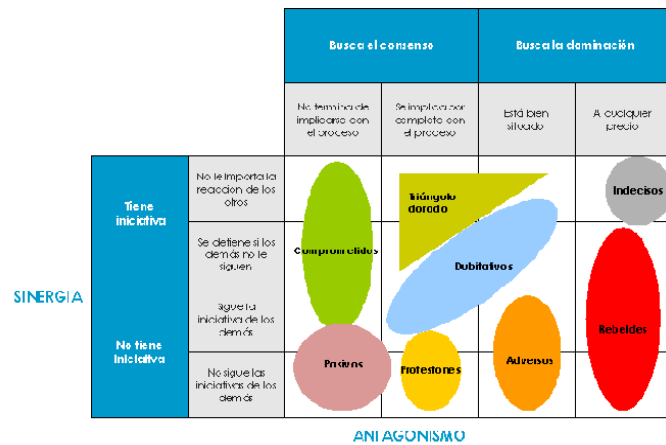 Busca el consenso
Busca la dominación
No termina de
implicarse con
el proceso
Se implica por
completo con
el proceso
Está bien
situado
A cualquier
precio
Tiene
iniciativa
No le importa la
reaccion de los
otros
Triángulo
dorado
Indecisos
Se detiene si los
demás no le
siguen
Comprometidos
Dubitativos
SINERGIA
No tiene
iniciativa
Sigue la
iniciativa de los
demás
Rebeldes
No sigue las
iniciativas de los
demás
Pasivos
Protestones
Adversos
ANTAGONISMO